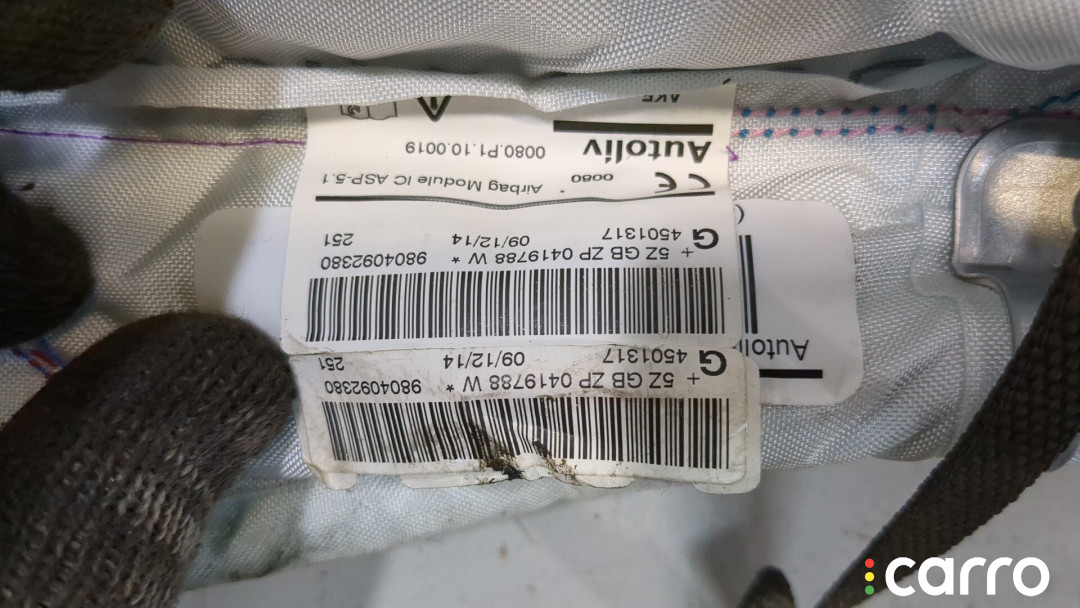 + 5Z GB ZP 0419788 W * 9804092380
G 4501317 09/12/14 251
+ 5Z GB ZP 0419788 W * 9804092380
G 4501317 09/12/14 251
CE 0080 Airbag Module IC ASP-5.1
Autoliv 0080.P1.10.0019
AKE
Autoliv
carro